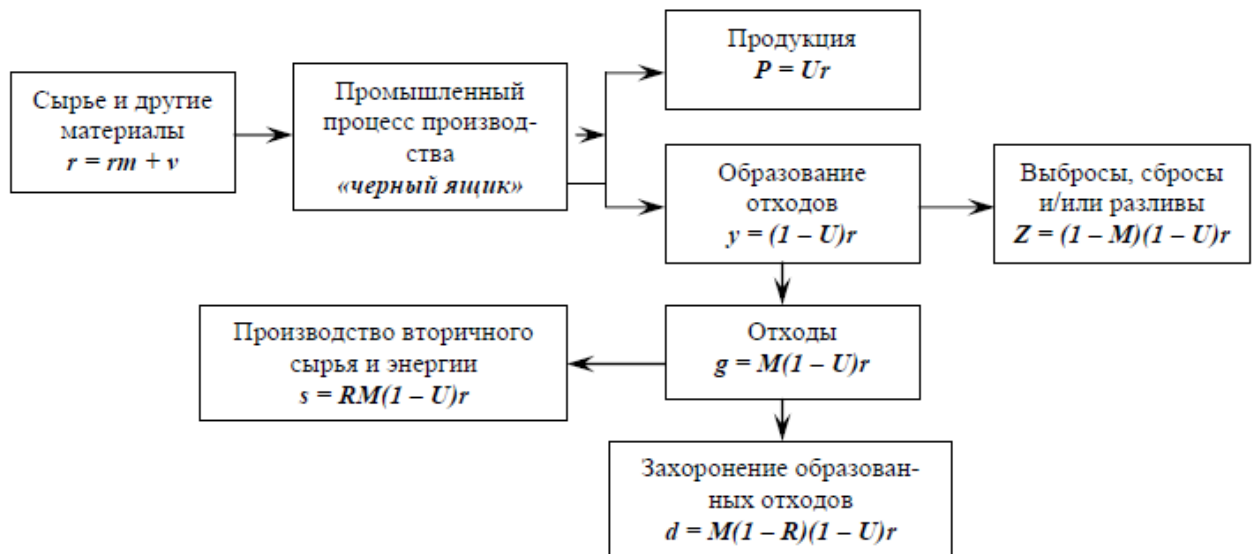 Сырье и другие
материалы
r = rm + v
Промышленный
процесс производ-
ства
«черный ящик»
Продукция
P = Ur
Образование
отходов
y = (1 – U)r
Выбросы, сбросы
и/или разливы
Z = (1 – M)(1 – U)r
Отходы
g = M(1 – U)r
Производство вторичного
сырья и энергии
s = RM(1 – U)r
Захоронение образован-
ных отходов
d = M(1 – R)(1 – U)r